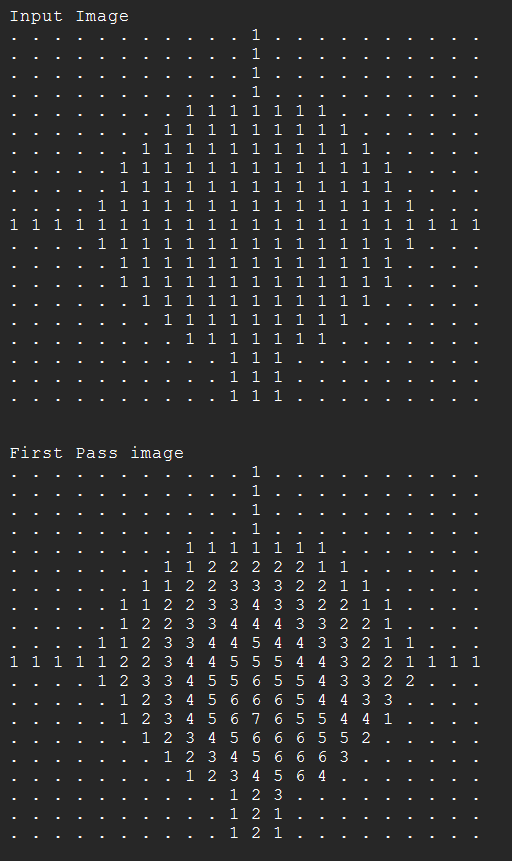 Input Image
. . . . . . . . . . . 1 . . . . . . . . . .
. . . . . . . . . . . 1 . . . . . . . . . .
. . . . . . . . . . . 1 . . . . . . . . . .
. . . . . . . . . . . 1 . . . . . . . . . .
. . . . . . . . 1 1 1 1 1 1 1 . . . . . . .
. . . . . . . 1 1 1 1 1 1 1 1 1 . . . . . .
. . . . . . 1 1 1 1 1 1 1 1 1 1 1 . . . . .
. . . . . 1 1 1 1 1 1 1 1 1 1 1 1 1 . . . .
. . . . . 1 1 1 1 1 1 1 1 1 1 1 1 1 . . . .
. . . . 1 1 1 1 1 1 1 1 1 1 1 1 1 1 1 . . .
1 1 1 1 1 1 1 1 1 1 1 1 1 1 1 1 1 1 1 1 1 1
. . . . 1 1 1 1 1 1 1 1 1 1 1 1 1 1 1 . . .
. . . . . 1 1 1 1 1 1 1 1 1 1 1 1 1 . . . .
. . . . . 1 1 1 1 1 1 1 1 1 1 1 1 1 . . . .
. . . . . . 1 1 1 1 1 1 1 1 1 1 1 . . . . .
. . . . . . . 1 1 1 1 1 1 1 1 1 . . . . . .
. . . . . . . . 1 1 1 1 1 1 1 . . . . . . .
. . . . . . . . . . 1 1 1 . . . . . . . . .
. . . . . . . . . . 1 1 1 . . . . . . . . .
. . . . . . . . . . 1 1 1 . . . . . . . . .
First Pass image
. . . . . . . . . . . 1 . . . . . . . . . .
. . . . . . . . . . . 1 . . . . . . . . . .
. . . . . . . . . . . 1 . . . . . . . . . .
. . . . . . . . . . . 1 . . . . . . . . . .
. . . . . . . . 1 1 1 1 1 1 1 . . . . . . .
. . . . . . . 1 1 2 2 2 2 2 1 1 . . . . . .
. . . . . . 1 1 2 2 3 3 3 2 2 1 1 . . . . .
. . . . . 1 1 2 2 3 3 4 3 3 2 2 1 1 . . . .
. . . . . 1 2 2 3 3 4 4 4 3 3 2 2 1 . . . .
. . . . 1 1 2 3 3 4 4 5 4 4 3 3 2 1 1 . . .
1 1 1 1 1 2 2 3 4 4 5 5 5 4 4 3 2 2 1 1 1 1
. . . . 1 2 3 3 4 5 5 6 5 5 4 3 3 2 2 . . .
. . . . . 1 2 3 4 5 6 6 6 5 4 4 3 3 . . . .
. . . . . 1 2 3 4 5 6 7 6 5 5 4 4 1 . . . .
. . . . . . 1 2 3 4 5 6 6 6 5 5 2 . . . . .
. . . . . . . 1 2 3 4 5 6 6 6 3 . . . . . .
. . . . . . . . 1 2 3 4 5 6 4 . . . . . . .
. . . . . . . . . . 1 2 3 . . . . . . . . .
. . . . . . . . . . 1 2 1 . . . . . . . . .
. . . . . . . . . . 1 2 1 . . . . . . . . .